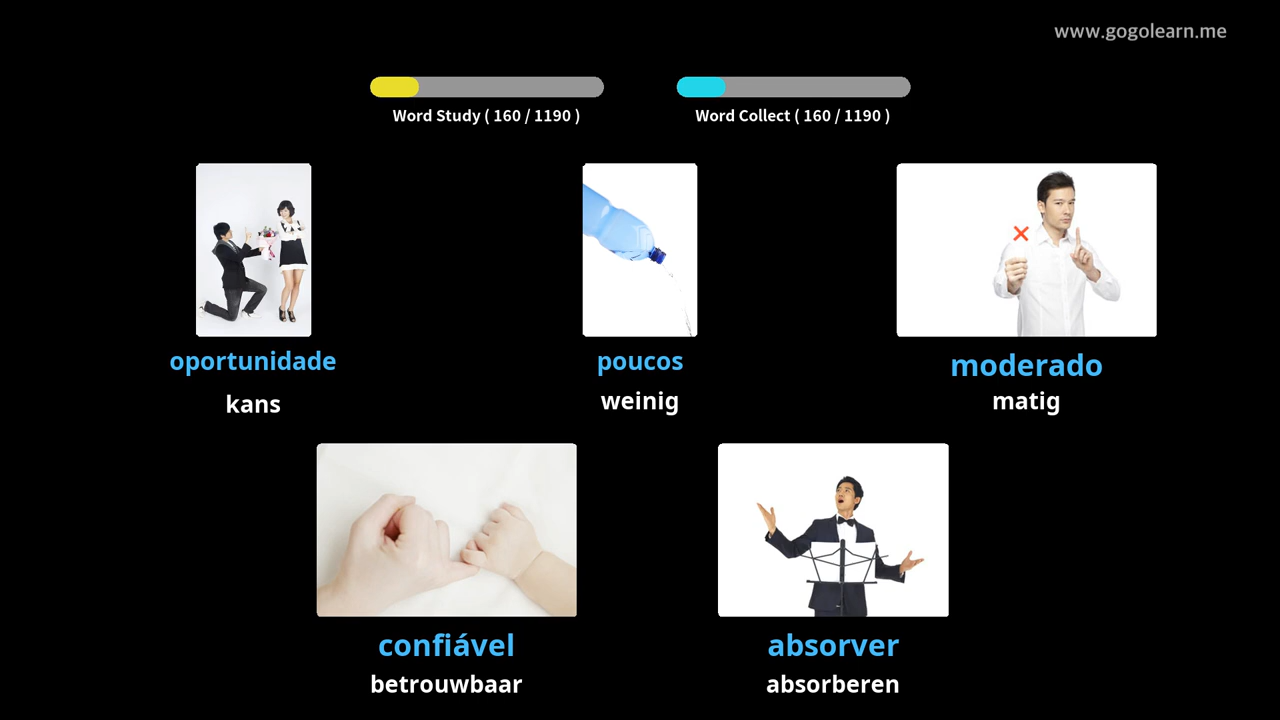 www.gogolearn.me
Word Study ( 160 / 1190 )
Word Collect ( 160 / 1190 )
oportunidade
kans
poucos
weinig
moderado
matig
confiável
betrouwbaar
absorver
absorberen